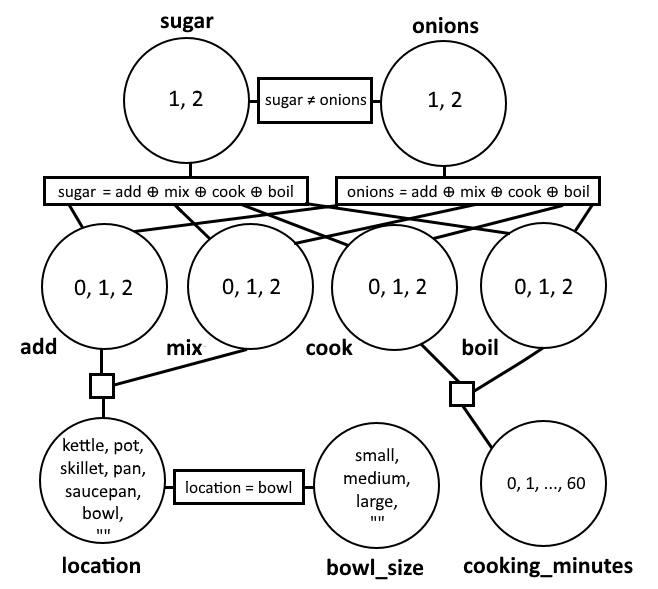 sugar
onions
1, 2
sugar ≠ onions
1, 2
sugar = add ⊕ mix ⊕ cook ⊕ boil
onions = add ⊕ mix ⊕ cook ⊕ boil
0, 1, 2
0, 1, 2
0, 1, 2
0, 1, 2
add
mix
cook
boil
kettle, pot,
skillet, pan,
saucepan,
bowl,
""
location = bowl
small,
medium,
large,
""
0, 1, ..., 60
location
bowl_size
cooking_minutes